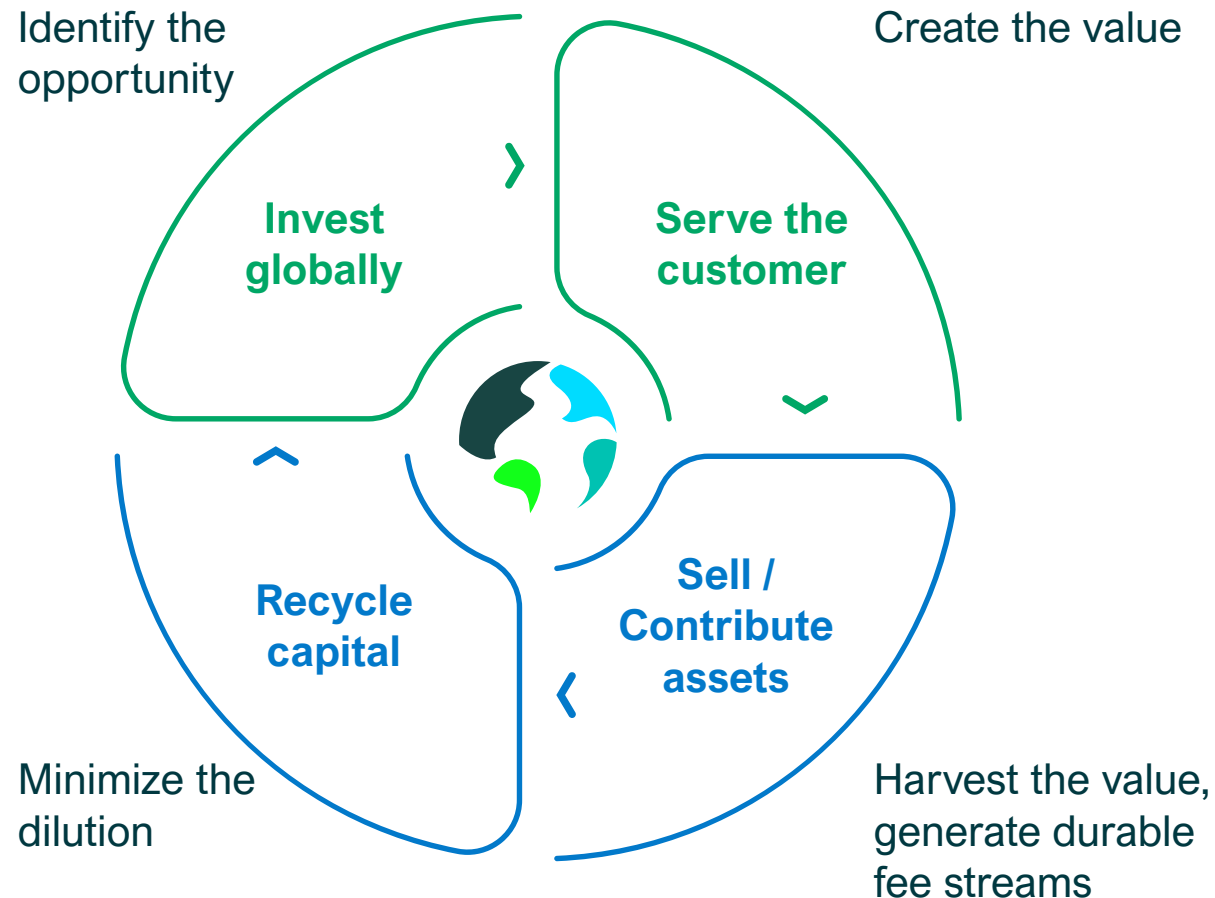 Identify the
opportunity
Create the value
Invest
globally
Serve the
customer
Recycle
capital
Sell /
Contribute
assets
Minimize the
dilution
Harvest the value,
generate durable
fee streams